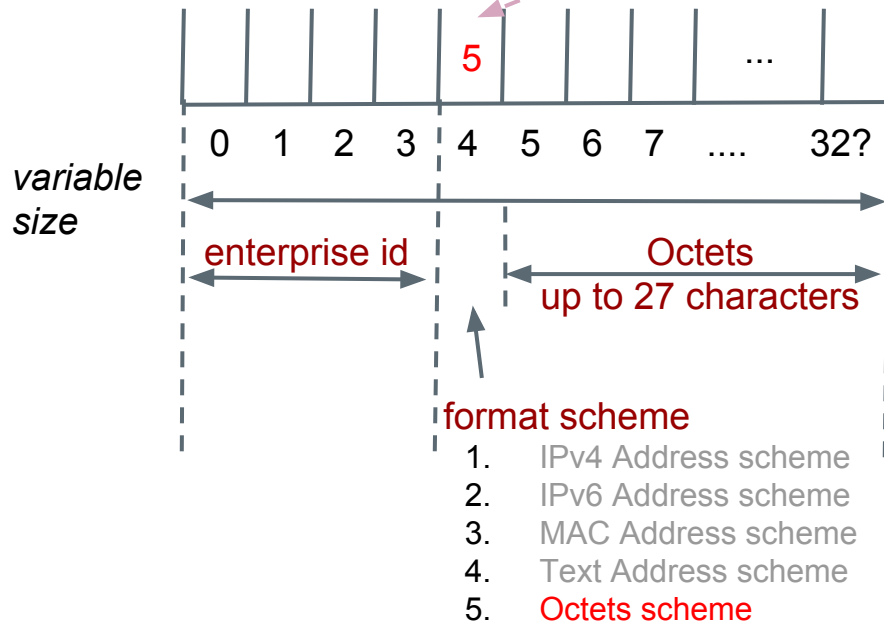 5 ...
0 1 2 3 4 5 6 7 .... 32?
variable
size
enterprise id
Octets
up to 27 characters
format scheme
1. IPv4 Address scheme
2. IPv6 Address scheme
3. MAC Address scheme
4. Text Address scheme
5. Octets scheme